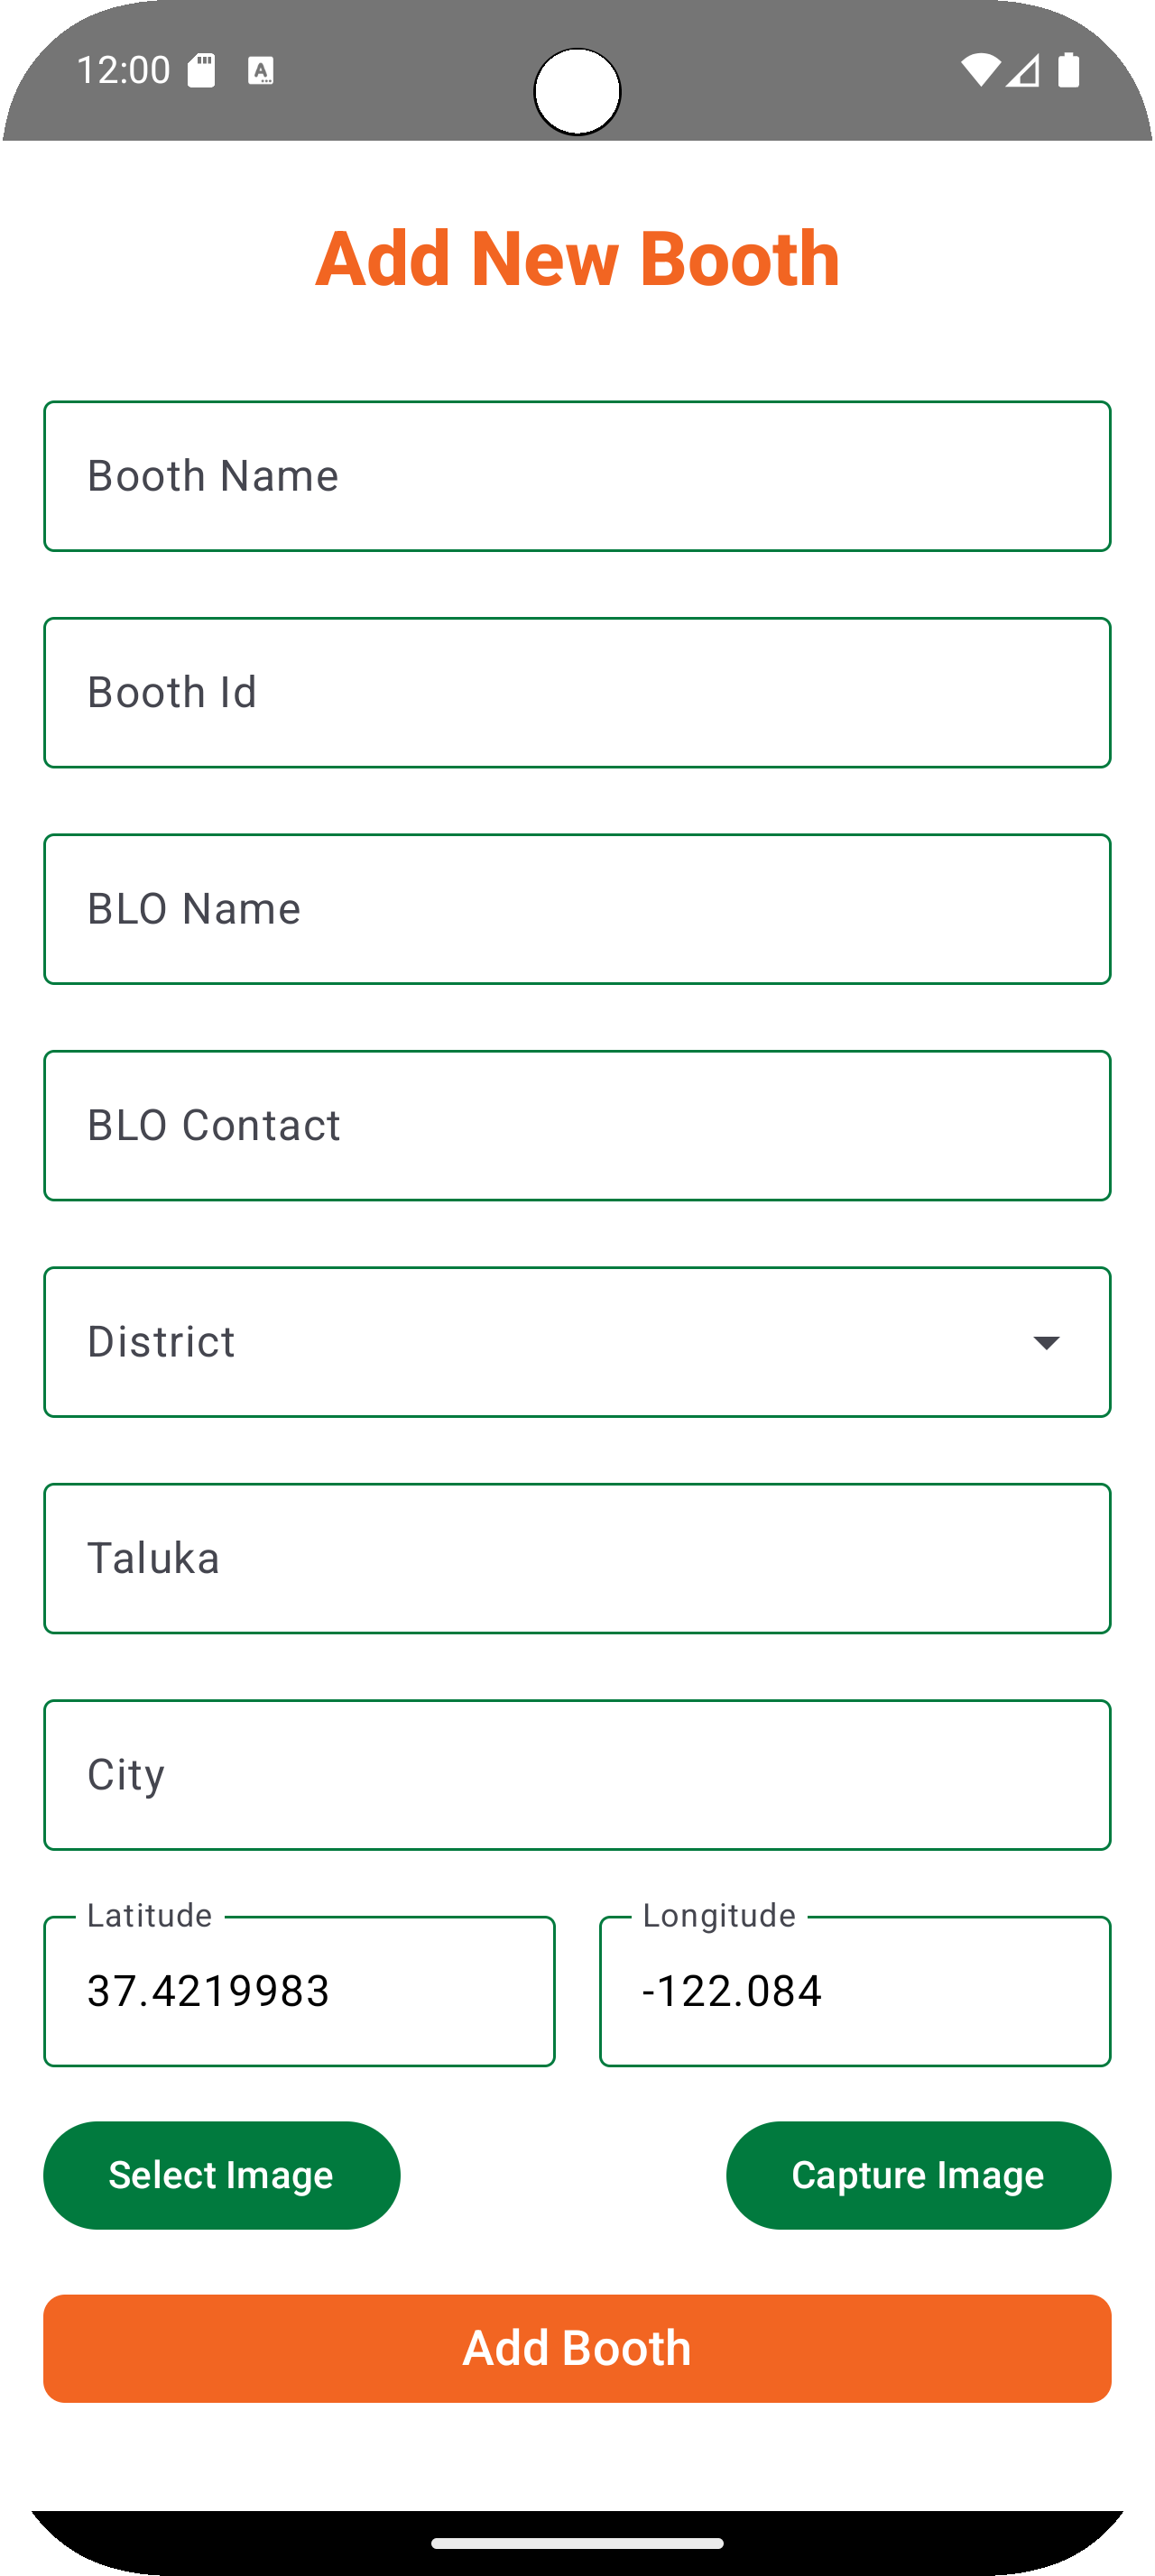 12:00
Add New Booth
Booth Name
Booth Id
BLO Name
BLO Contact
District
Taluka
City
Latitude Longitude
37.4219983 -122.084
Select Image Capture Image
Add Booth